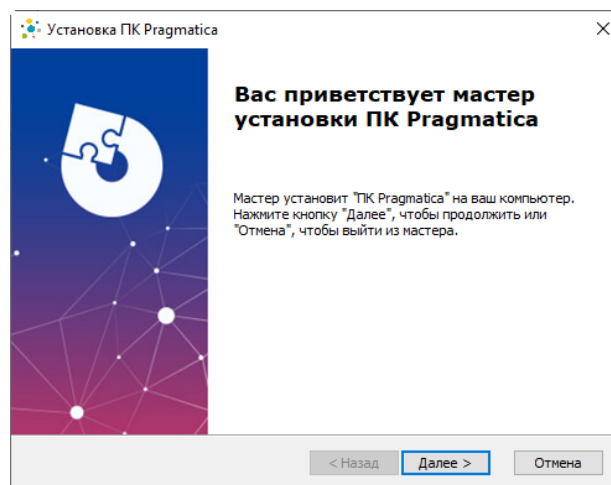 Установка ПК Pragmatica
Вас приветствует мастер
установки ПК Pragmatica
Мастер установит "ПК Pragmatica" на ваш компьютер.
Нажмите кнопку "Далее", чтобы продолжить или
"Отмена", чтобы выйти из мастера.
< Назад
Далее >
Отмена